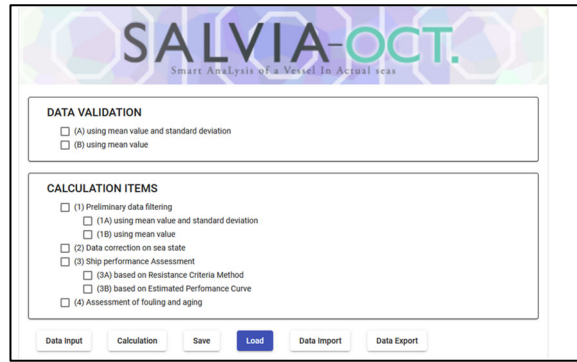 SALVIA-OCT.
Smart AnaLysis of a Vessel In Actual seas
DATA VALIDATION
(A) using mean value and standard deviation
(B) using mean value
CALCULATION ITEMS
(1) Preliminary data filtering
(1A) using mean value and standard deviation
(1B) using mean value
(2) Data correction on sea state
(3) Ship performance Assessment
(3A) based on Resistance Criteria Method
(3B) based on Estimated Perfomance Curve
(4) Assessment of fouling and aging
Data Input Calculation Save Load Data Import Data Export